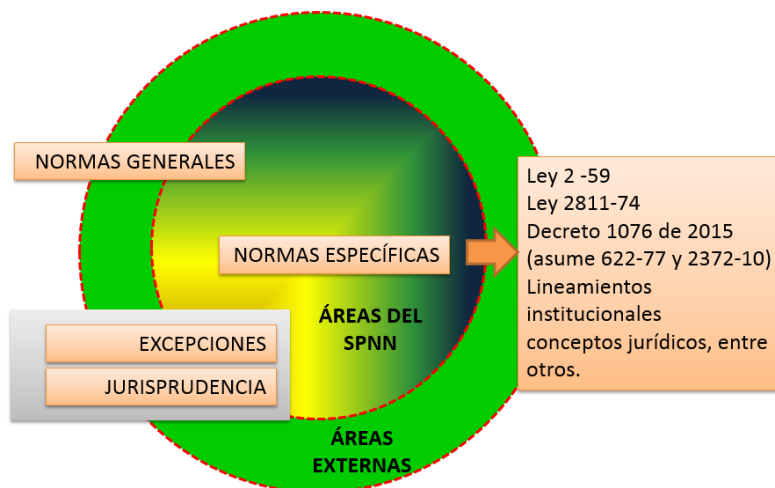 NORMAS GENERALES
NORMAS ESPECÍFICAS
Ley 2 -59
Ley 2811-74
Decreto 1076 de 2015
(asume 622-77 y 2372-10)
Lineamientos
institucionales
conceptos jurídicos, entre
otros.
ÁREAS DEL
SPNN
EXCEPCIONES
JURISPRUDENCIA
ÁREAS
EXTERNAS